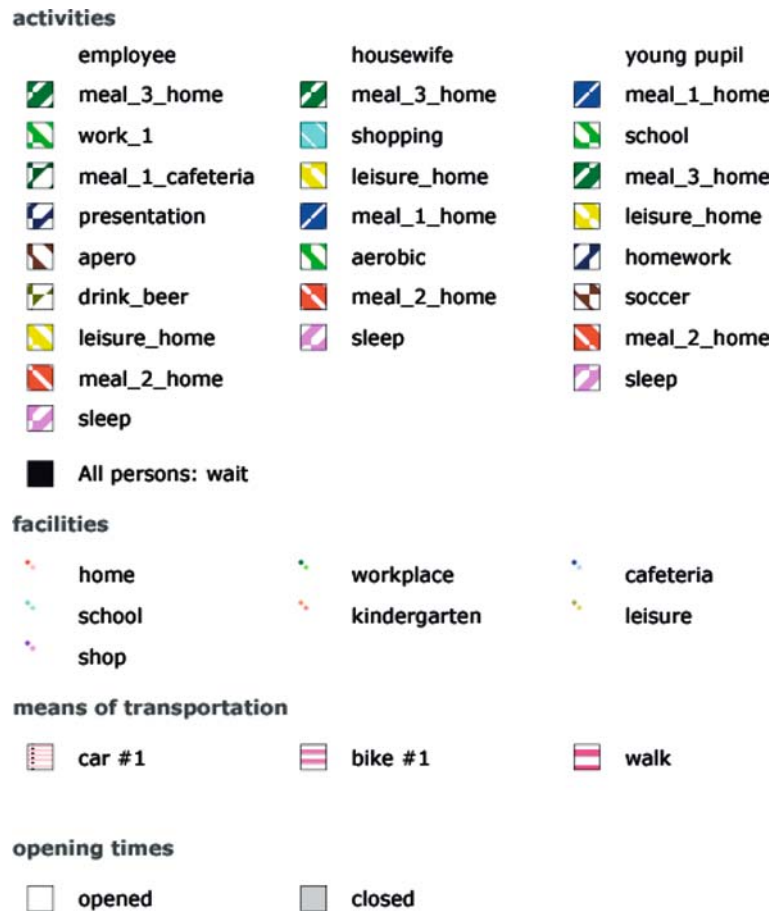 activities
employee housewife young pupil
meal_3_home meal_3_home meal_1_home
work_1 shopping school
meal_1_cafeteria leisure_home meal_3_home
presentation meal_1_home leisure_home
apero aerobic homework
drink_beer meal_2_home soccer
leisure_home sleep meal_2_home
meal_2_home sleep
sleep
All persons: wait
facilities
home workplace cafeteria
school kindergarten leisure
shop
means of transportation
car #1 bike #1 walk
opening times
opened closed